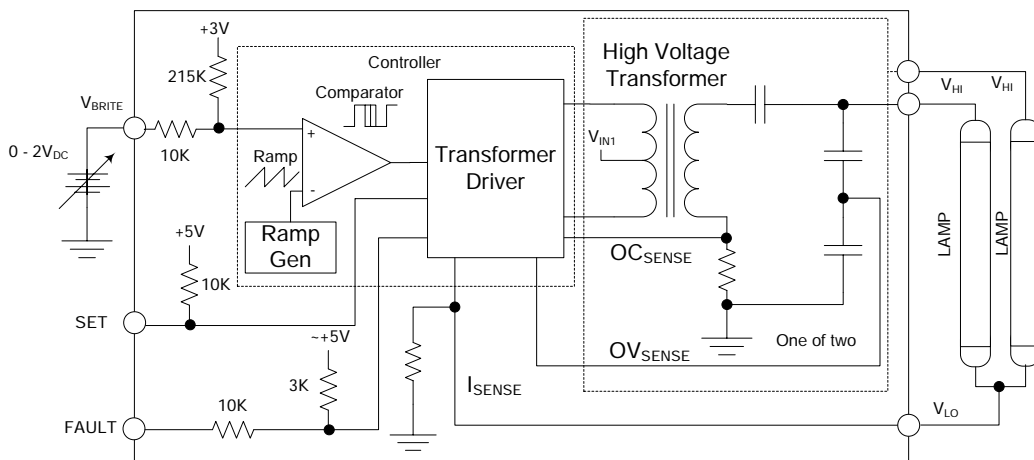 +3V
215K
V_BRITE
10K
0 - 2V_DC
Controller
Comparator
Ramp
+
-
Ramp
Gen
Transformer
Driver
High Voltage
Transformer
V_IN1
OC_SENSE
OV_SENSE
One of two
V_HI
V_HI
LAMP
LAMP
V_LO
+5V
10K
SET
~+5V
3K
I_SENSE
10K
FAULT